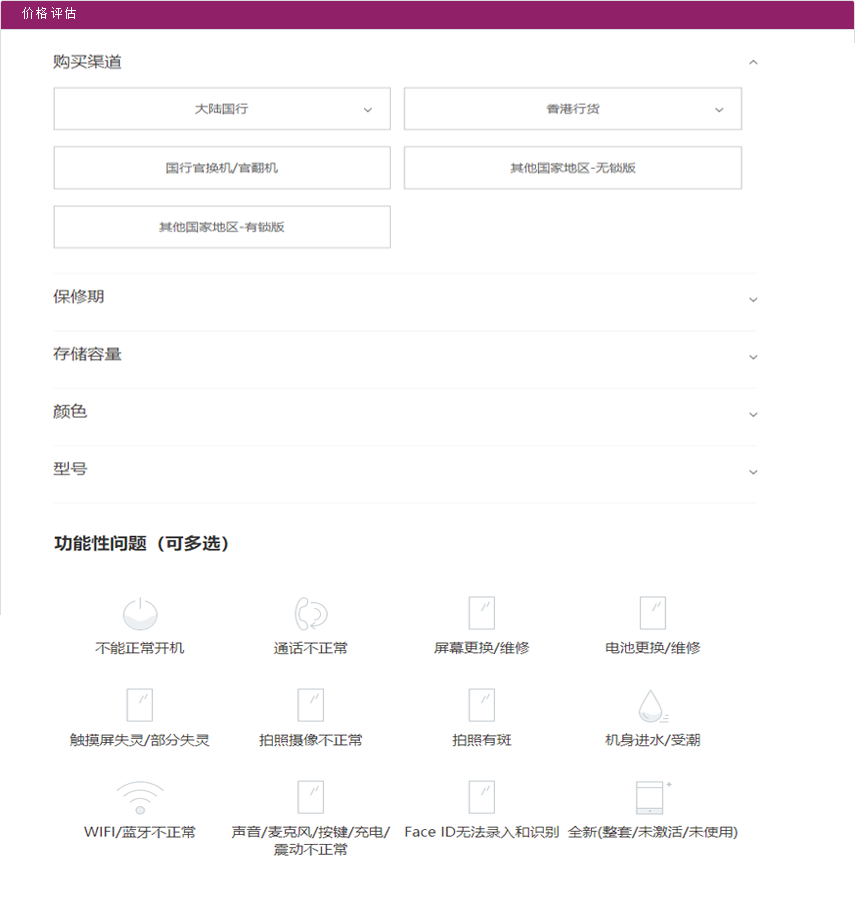 价格评估
购买渠道
大陆国行
香港行货
国行官换机/官翻机
其他国家地区-无锁版
其他国家地区-有锁版
保修期
存储容量
颜色
型号
功能性问题（可多选）
不能正常开机
通话不正常
屏幕更换/维修
电池更换/维修
触摸屏失灵/部分失灵
拍照摄像不正常
拍照有斑
机身进水/受潮
WIFI/蓝牙不正常
声音/麦克风/按键/充电/
震动不正常
Face ID无法录入和识别
全新(整套/未激活/未使用)